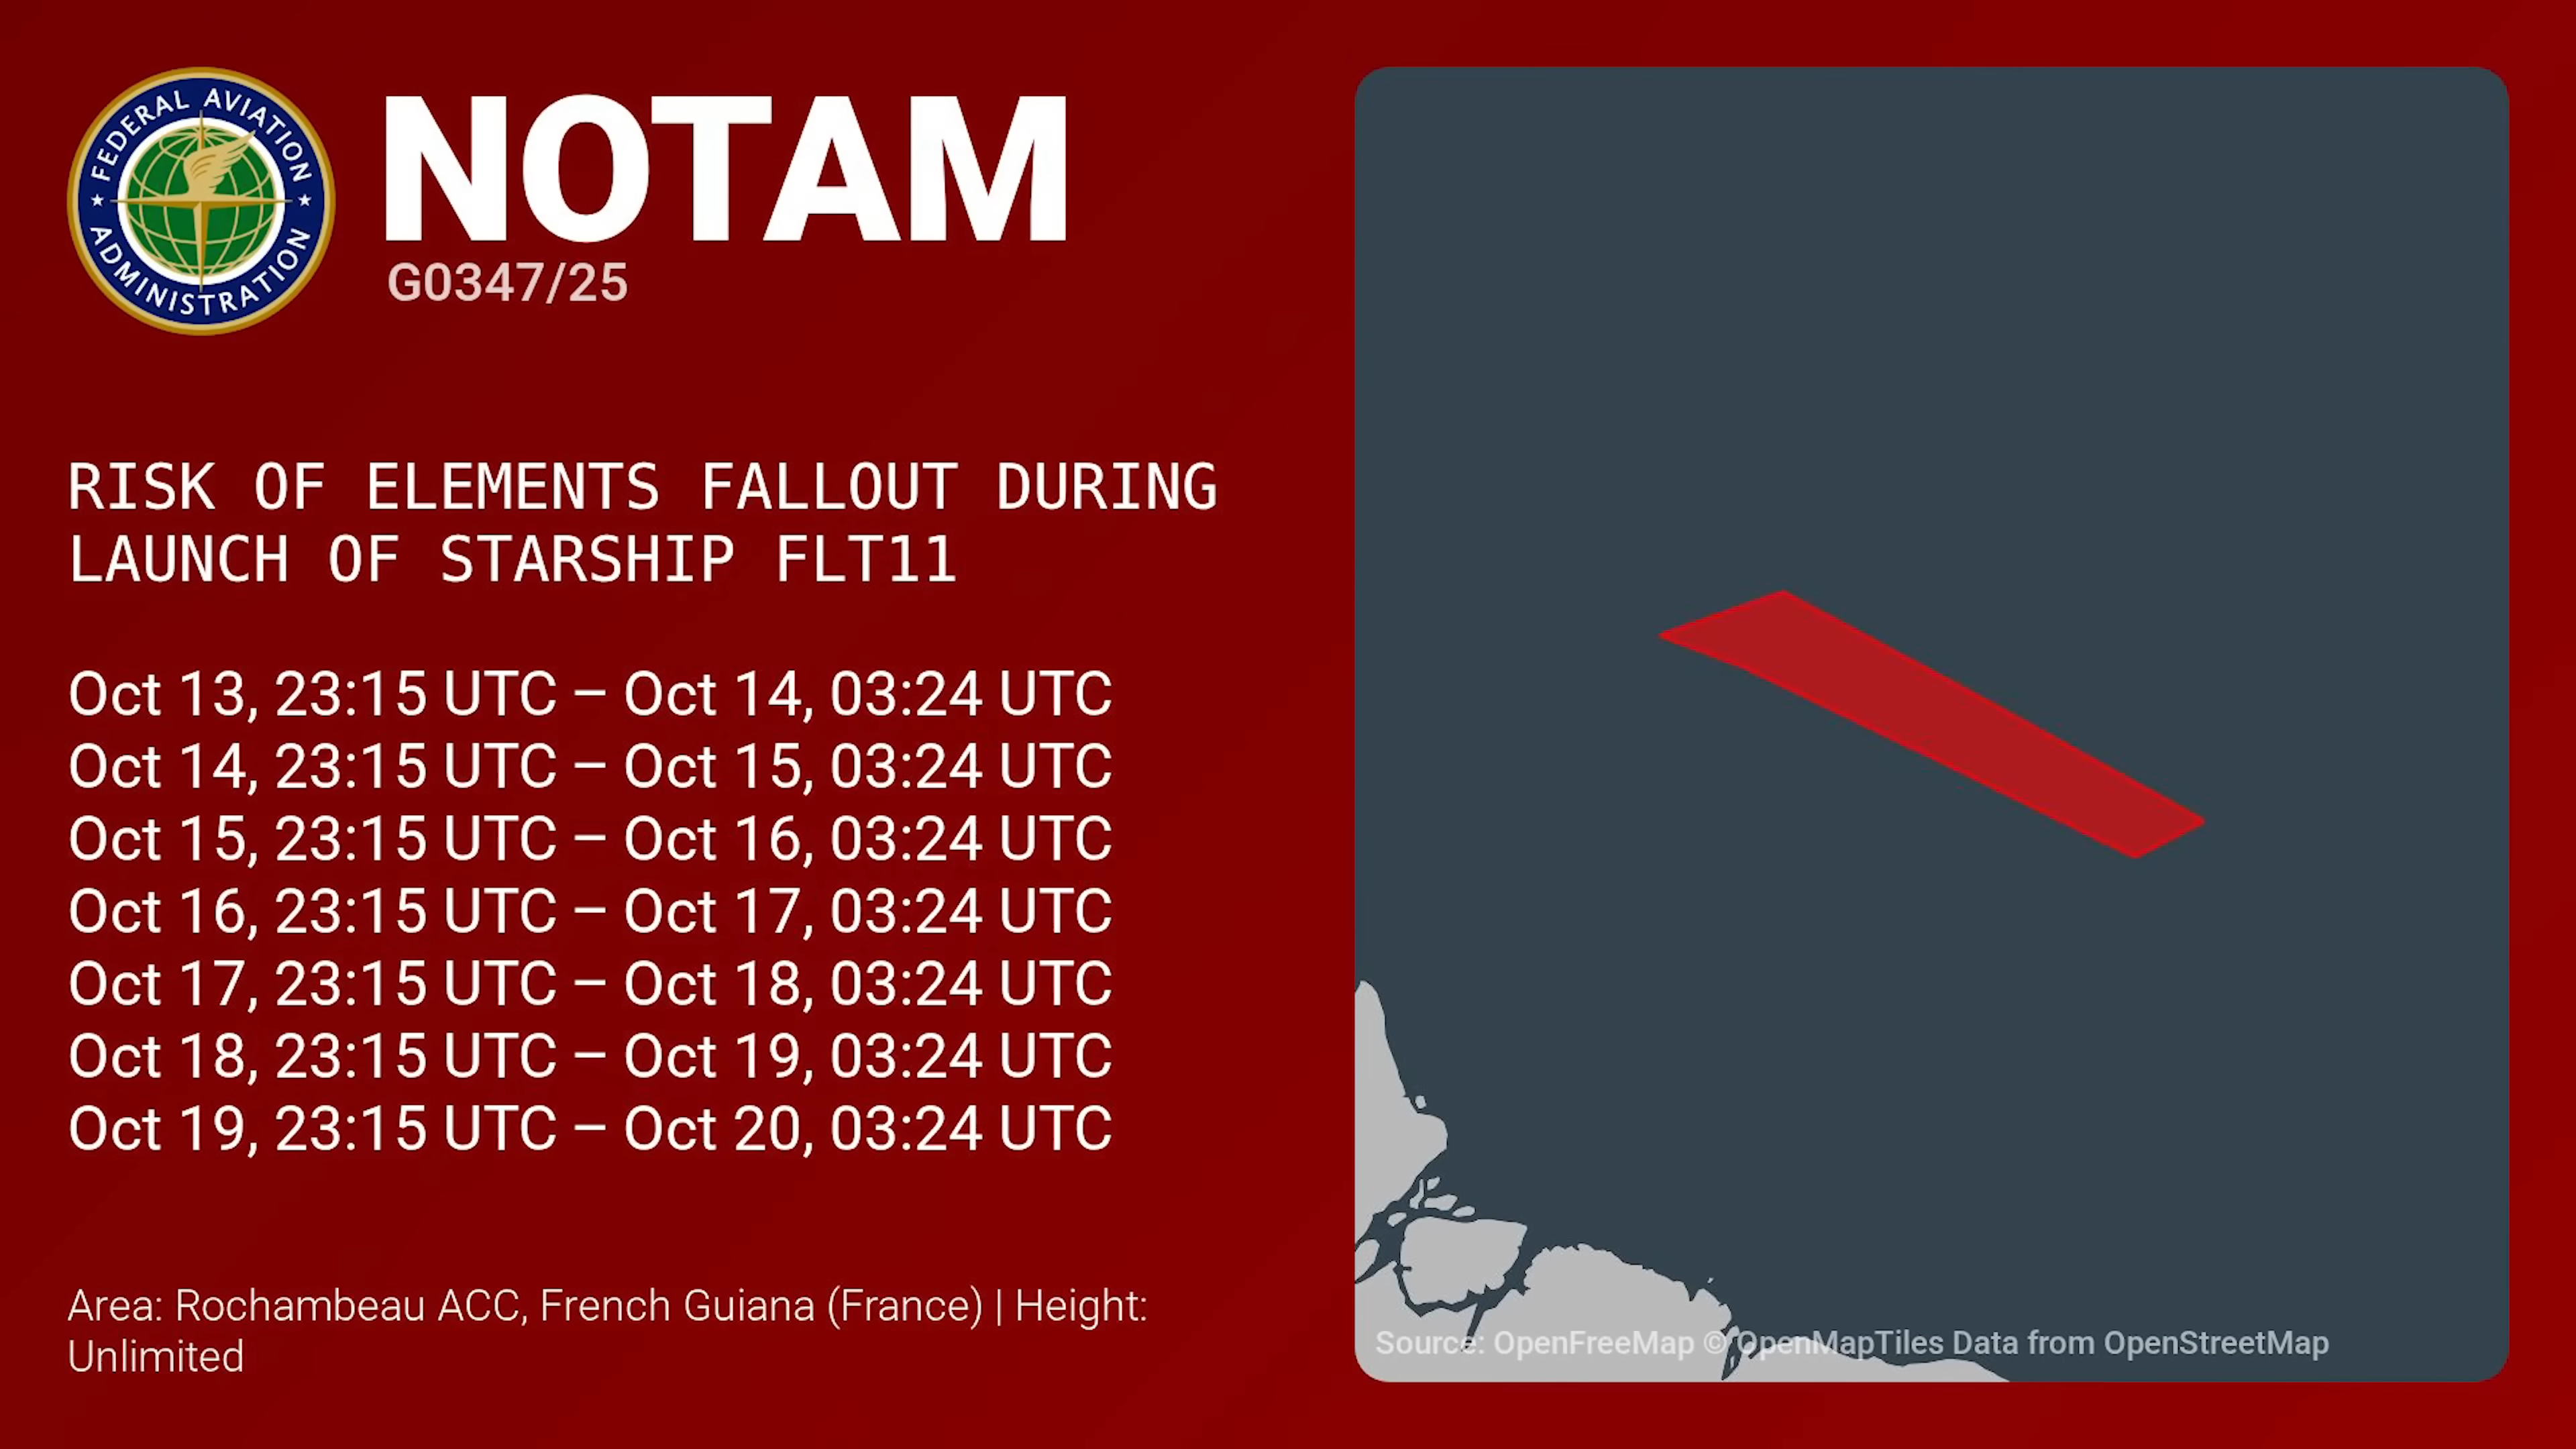 FEDERAL AVIATION
ADMINISTRATION
NOTAM
G0347/25
RISK OF ELEMENTS FALLOUT DURING
LAUNCH OF STARSHIP FLT11
Oct 13, 23:15 UTC – Oct 14, 03:24 UTC
Oct 14, 23:15 UTC – Oct 15, 03:24 UTC
Oct 15, 23:15 UTC – Oct 16, 03:24 UTC
Oct 16, 23:15 UTC – Oct 17, 03:24 UTC
Oct 17, 23:15 UTC – Oct 18, 03:24 UTC
Oct 18, 23:15 UTC – Oct 19, 03:24 UTC
Oct 19, 23:15 UTC – Oct 20, 03:24 UTC
Area: Rochambeau ACC, French Guiana (France) | Height:
Unlimited
Source: OpenFreeMap © OpenMapTiles Data from OpenStreetMap